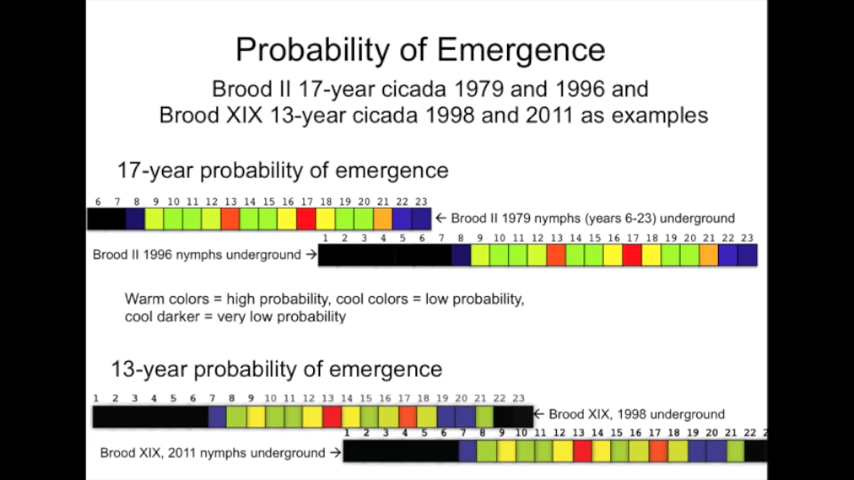 Probability of Emergence
Brood II 17-year cicada 1979 and 1996 and
Brood XIX 13-year cicada 1998 and 2011 as examples
17-year probability of emergence
6 7 8 9 10 11 12 13 14 15 16 17 18 19 20 21 22 23
← Brood II 1979 nymphs (years 6-23) underground
1 2 3 4 5 6 7 8 9 10 11 12 13 14 15 16 17 18 19 20 21 22 23
Brood II 1996 nymphs underground →
Warm colors = high probability, cool colors = low probability,
cool darker = very low probability
13-year probability of emergence
1 2 3 4 5 6 7 8 9 10 11 12 13 14 15 16 17 18 19 20 21 22 23
← Brood XIX, 1998 underground
1 2 3 4 5 6 7 8 9 10 11 12 13 14 15 16 17 18 19 20 21 22 2
Brood XIX, 2011 nymphs underground →